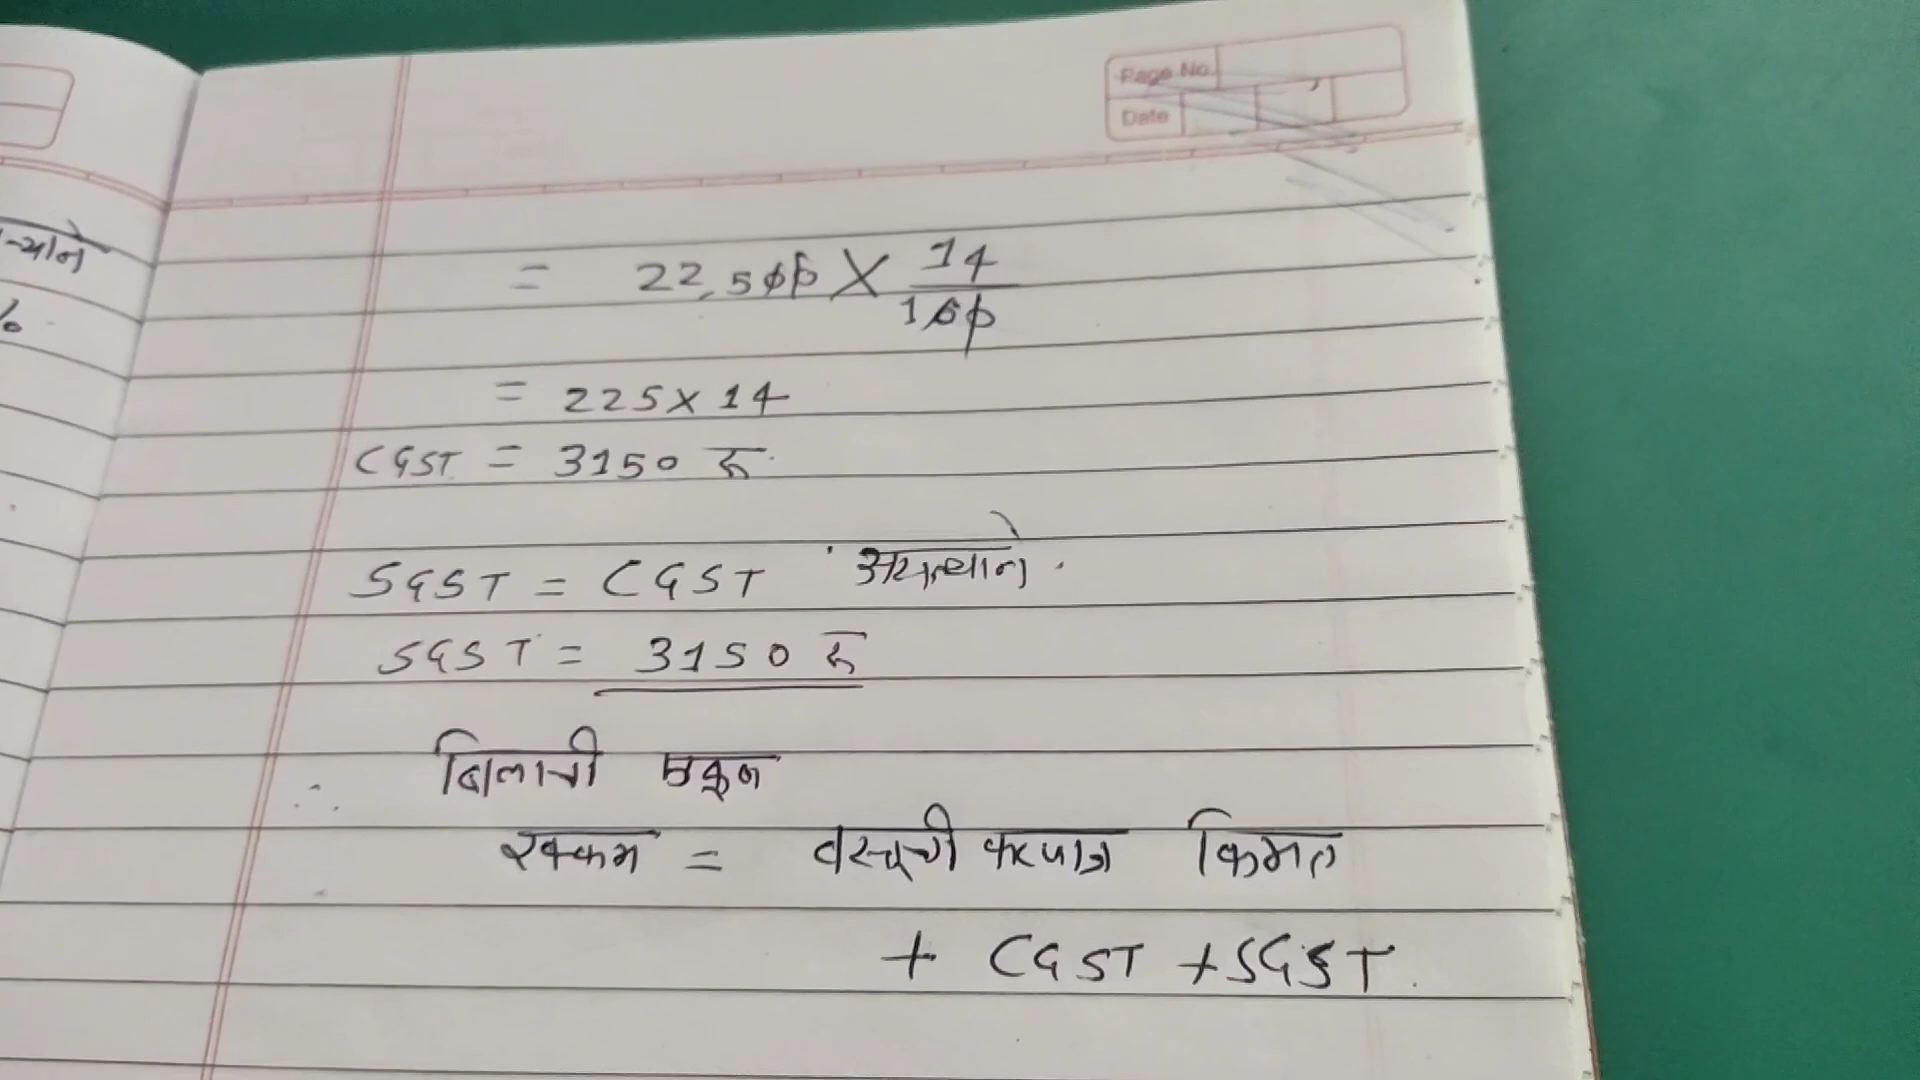 Page No.
Date
%
= 22,500 X 14/100
= 225 X 14
CGST = 3150 रू.
SGST = CGST असल्याने.
SGST = 3150 रू
∴ बिलाची एकूण
रक्कम = वस्तूची करपात्र किंमत
+ CGST + SGST.